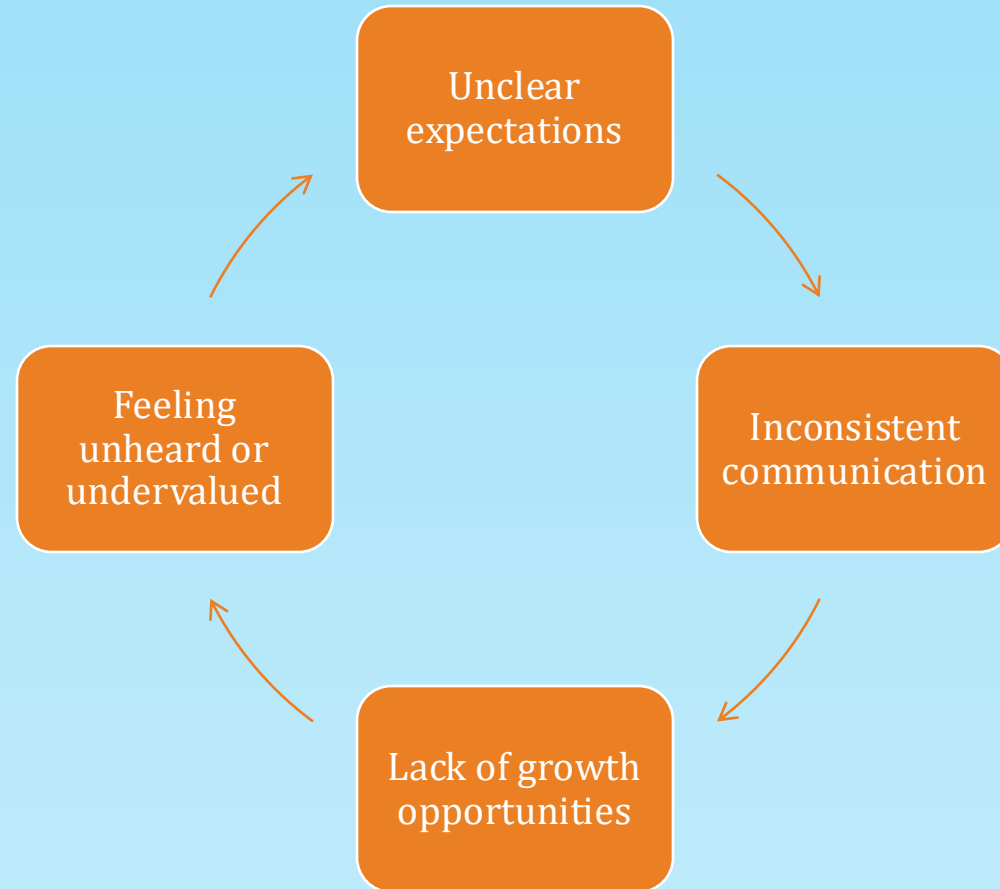 Unclear
expectations
Inconsistent
communication
Lack of growth
opportunities
Feeling
unheard or
undervalued